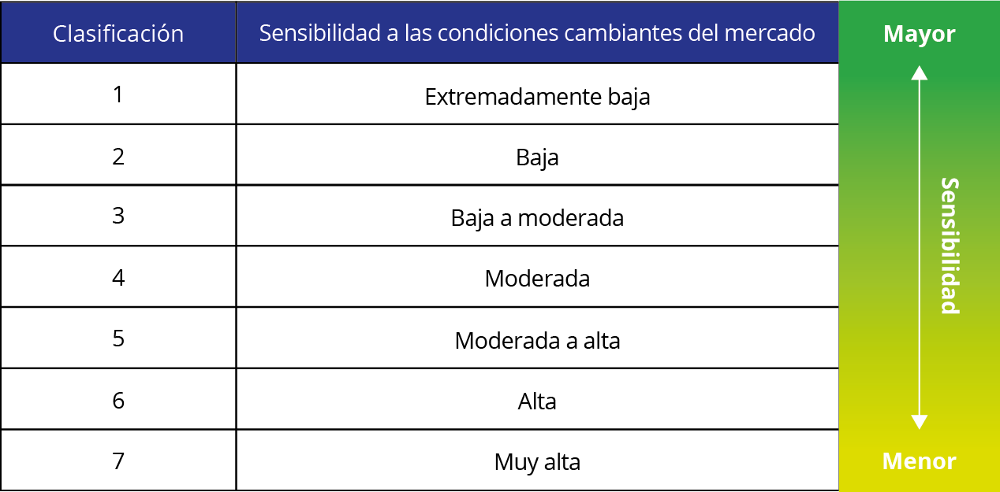 Clasificación Sensibilidad a las condiciones cambiantes del mercado Mayor
1 Extremadamente baja
2 Baja
3 Baja a moderada
4 Moderada
5 Moderada a alta
6 Alta
7 Muy alta
Sensibilidad
Menor